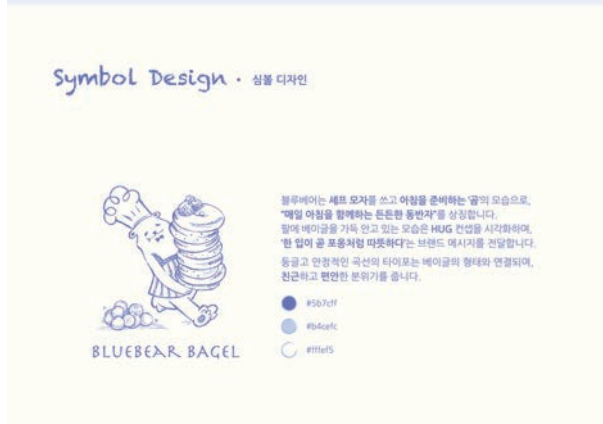 Symbol Design · 심볼 디자인
블루베어는 셰프 모자를 쓰고 아침을 준비하는 '곰'의 모습으로,
"매일 아침을 함께하는 든든한 동반자"를 상징합니다.
팔에 베이글을 가득 안고 있는 모습은 HUG 컨셉을 시각화하며,
'한 입이 곧 포옹처럼 따뜻하다'는 브랜드 메시지를 전달합니다.
둥글고 안정적인 곡선의 타이포는 베이글의 형태와 연결되며,
친근하고 편안한 분위기를 줍니다.
#5b7cff
#b4cefc
#fffef5
BLUEBEAR BAGEL